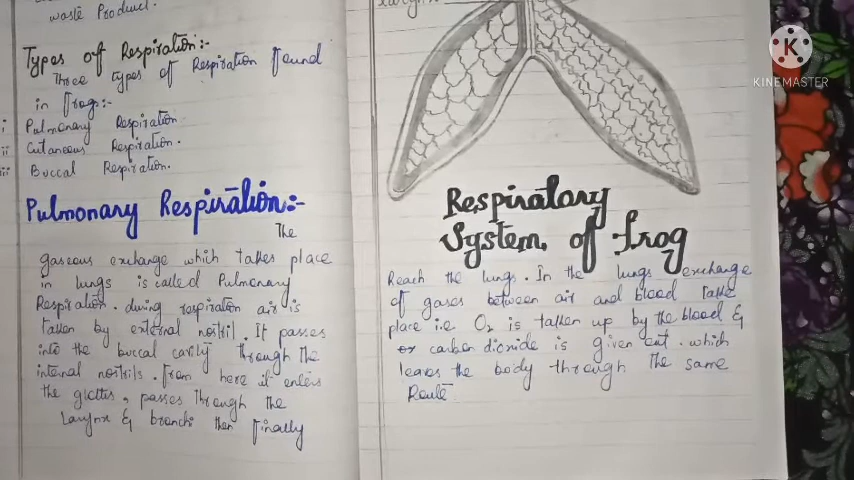 waste Product.
Types of Respiration:-
Three types of Respiration found
in frog:-
i Pulmonary Respiration
ii Cutaneous Respiration.
iii Buccal Respiration.
Pulmonary Respiration:-
The
gaseous exchange which takes place
in lungs is called Pulmonary
Respiration. during respiration air is
taken by external nostril. It passes
into the buccal cavity through the
internal nostrils. From here it enters
the glottis, passes through the
Larynx & bronchi then finally
Respiratory
System of frog
Reach the lungs. In the lungs exchange
of gases between air and blood take
place i.e O2 is taken up by the blood &
carbon dioxide is given out. which
leaves the body through the same
Route
K
KINEMASTER